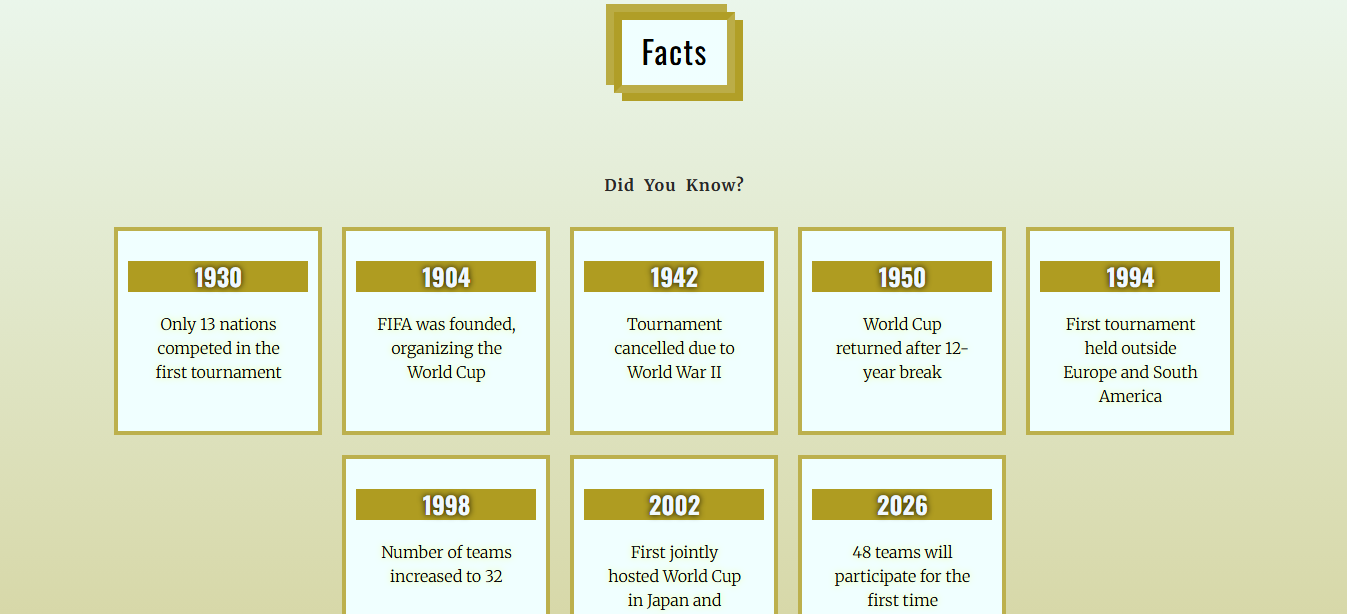 Facts
Did You Know?
1930
Only 13 nations
competed in the
first tournament
1904
FIFA was founded,
organizing the
World Cup
1942
Tournament
cancelled due to
World War II
1950
World Cup
returned after 12-
year break
1994
First tournament
held outside
Europe and South
America
1998
Number of teams
increased to 32
2002
First jointly
hosted World Cup
in Japan and
2026
48 teams will
participate for the
first time